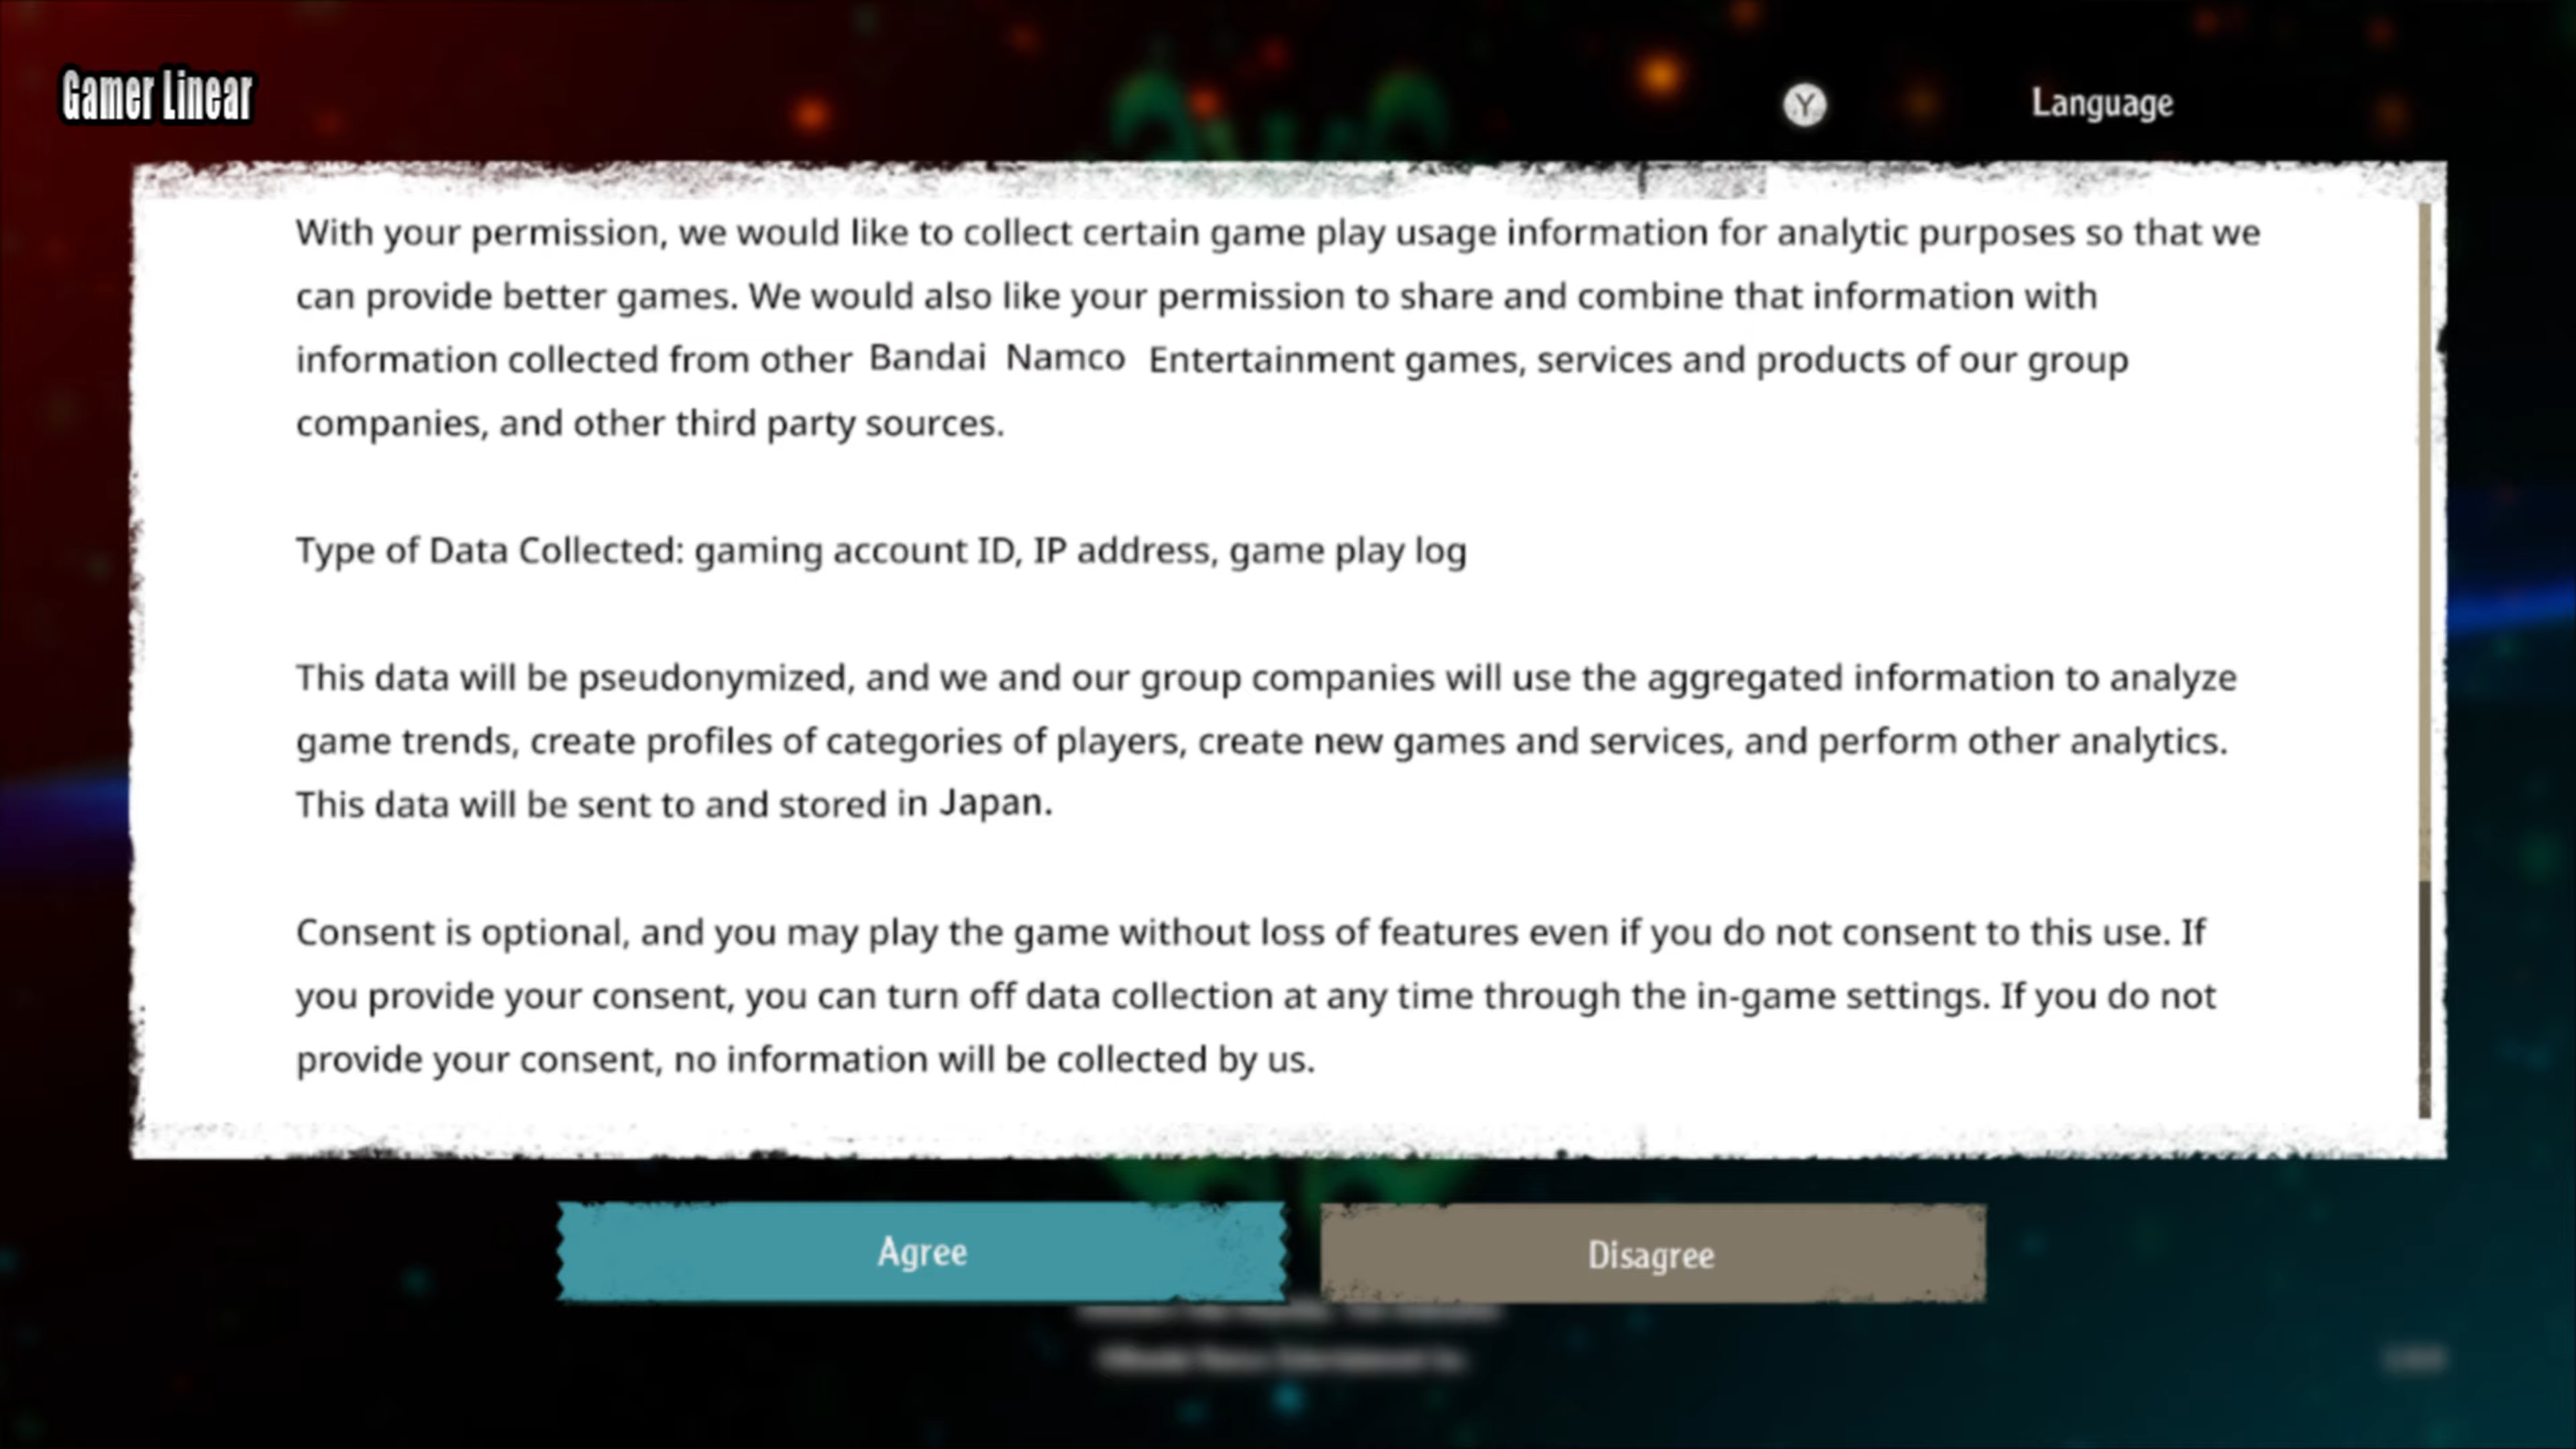 Gamer Linear
Y Language
With your permission, we would like to collect certain game play usage information for analytic purposes so that we
can provide better games. We would also like your permission to share and combine that information with
information collected from other Bandai Namco Entertainment games, services and products of our group
companies, and other third party sources.
Type of Data Collected: gaming account ID, IP address, game play log
This data will be pseudonymized, and we and our group companies will use the aggregated information to analyze
game trends, create profiles of categories of players, create new games and services, and perform other analytics.
This data will be sent to and stored in Japan.
Consent is optional, and you may play the game without loss of features even if you do not consent to this use. If
you provide your consent, you can turn off data collection at any time through the in-game settings. If you do not
provide your consent, no information will be collected by us.
Agree
Disagree